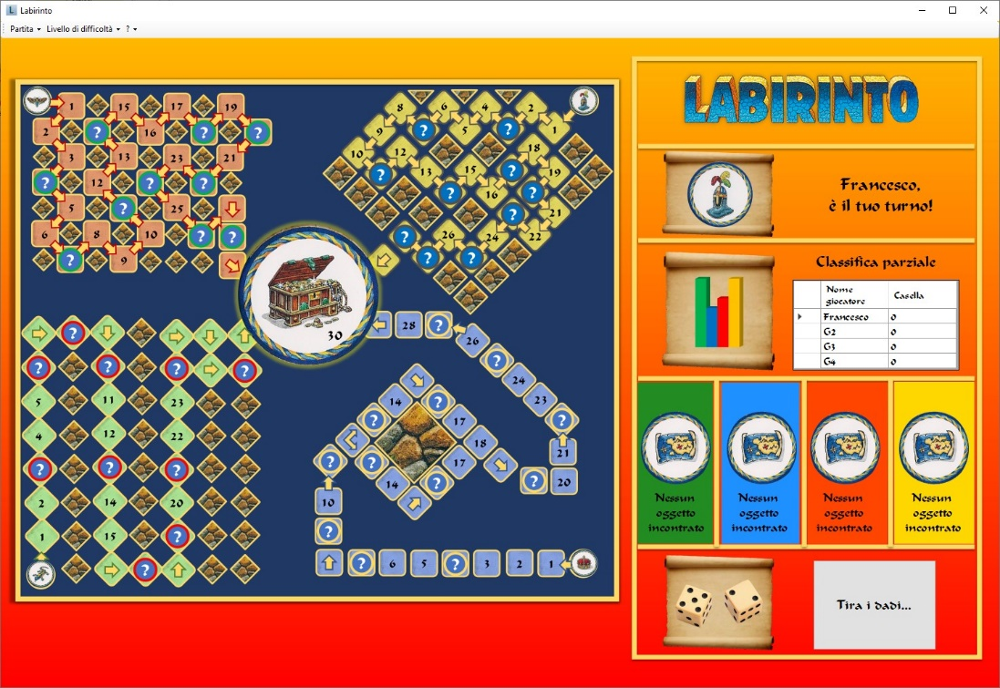 Labirinto
Partita Livello di difficoltà ?
1 15 17 19
2 ? 16 ? ?
3 13 23 21
? 12 ? ?
5 ? 25
6 8 10 ? ?
? 9
8 6 4 2
9 ? 5 ? 1
10 12 18
? 13 15 ? 19
? 16 ?
? 21
? 26 24 22
? ?
30
?
? ? ? ?
5 11 23
4 12 22
? ? ?
2 14 20
1 15 ?
?
28 ? 26
? 24
23
14 ?
? 17 ?
18
? ? 17 21
14 ? ? 20
10
?
? 6 5 ? 3 2 1
LABIRINTO
Francesco,
è il tuo turno!
Classifica parziale
Nome giocatore Casella
Francesco 0
G2 0
G3 0
G4 0
Nessun
oggetto
incontrato
Nessun
oggetto
incontrato
Nessun
oggetto
incontrato
Nessun
oggetto
incontrato
Tira i dadi...